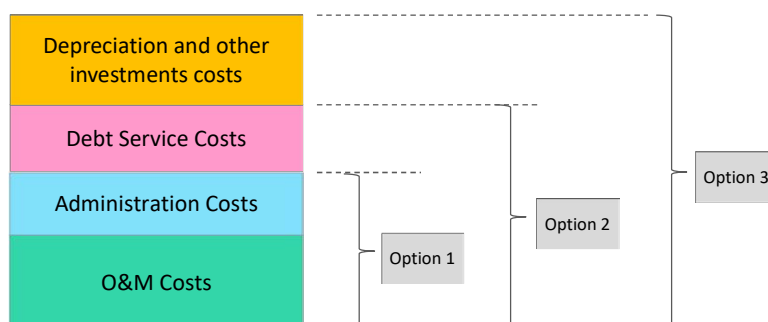 Depreciation and other
investments costs
Debt Service Costs
Administration Costs
O&M Costs
Option 1
Option 2
Option 3